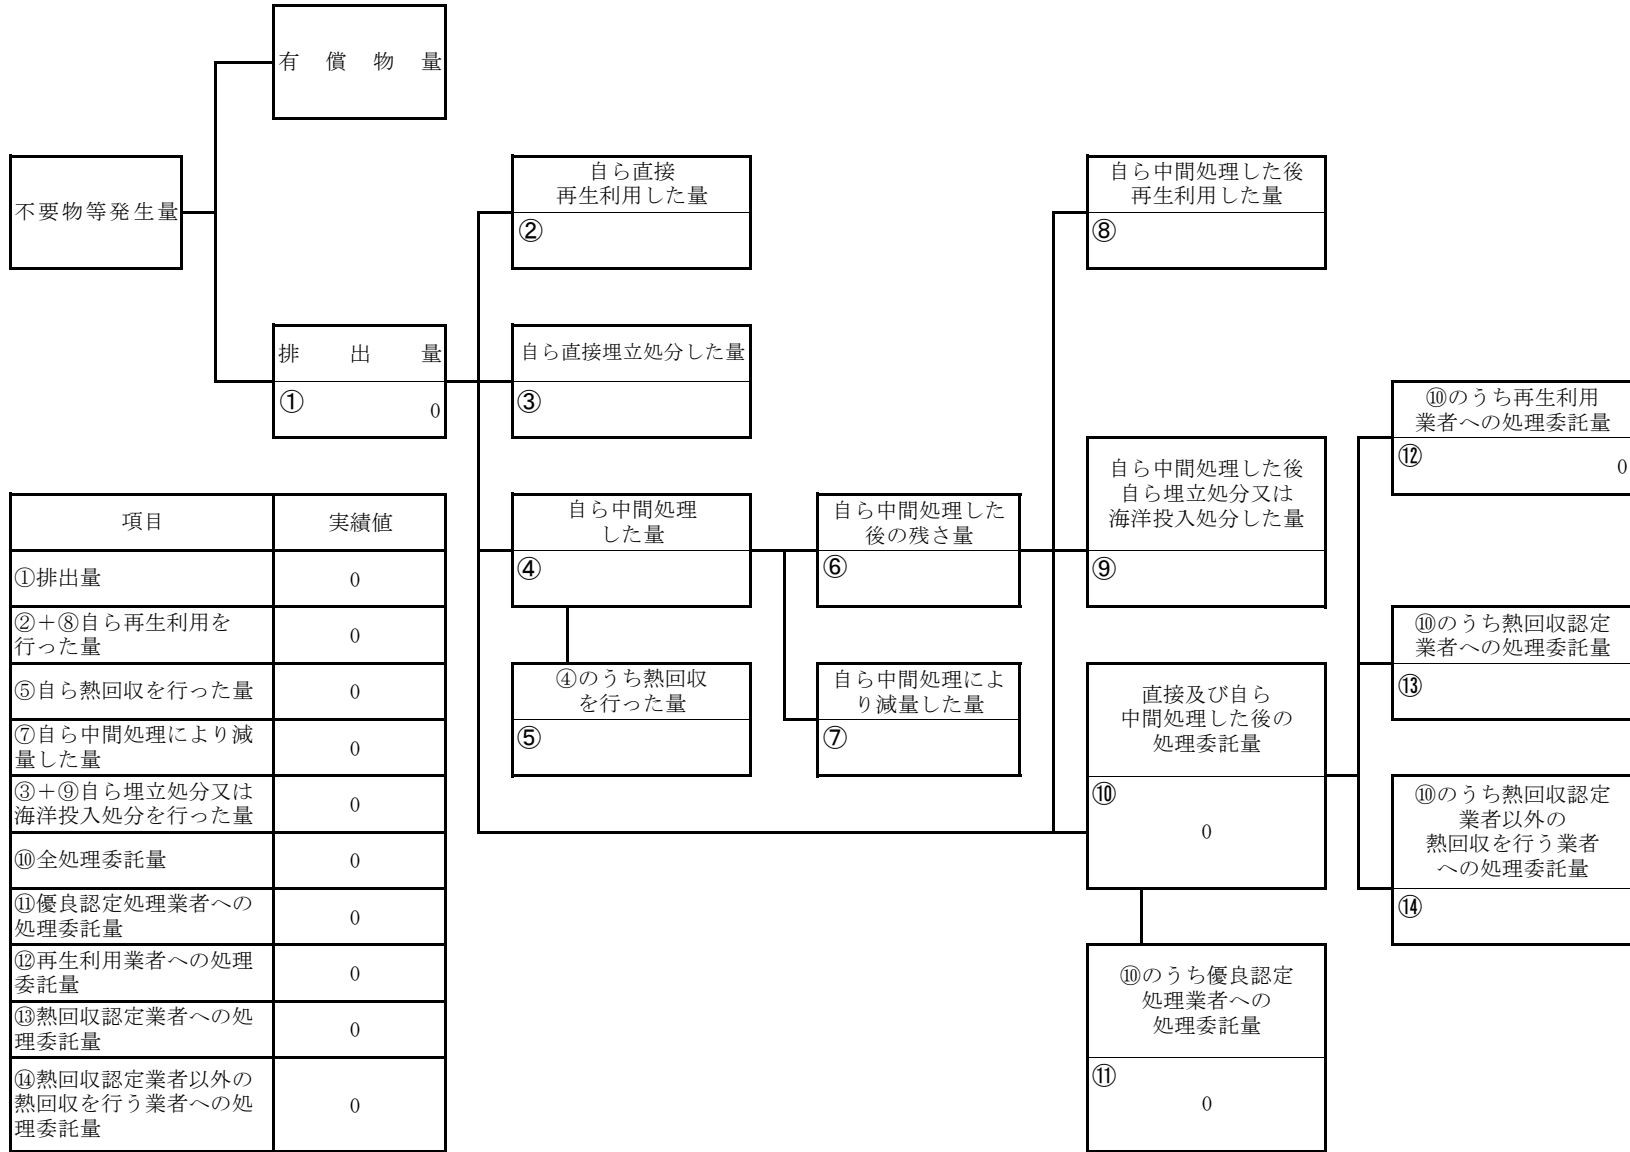 有償物量
不要物等発生量
排出量
①
0
自ら直接
再生利用した量
②
自ら直接埋立処分した量
③
自ら中間処理
した量
④
④のうち熱回収
を行った量
⑤
自ら中間処理した
後の残さ量
⑥
自ら中間処理によ
り減量した量
⑦
自ら中間処理した後
再生利用した量
⑧
自ら中間処理した後
自ら埋立処分又は
海洋投入処分した量
⑨
直接及び自ら
中間処理した後の
処理委託量
⑩
0
⑩のうち優良認定
処理業者への
処理委託量
⑪
0
⑩のうち再生利用
業者への処理委託量
⑫
0
⑩のうち熱回収認定
業者への処理委託量
⑬
⑩のうち熱回収認定
業者以外の
熱回収を行う業者
への処理委託量
⑭
項目 実績値
①排出量 0
②+⑧自ら再生利用を
行った量
0
⑤自ら熱回収を行った量 0
⑦自ら中間処理により減
量した量
0
③+⑨自ら埋立処分又は
海洋投入処分を行った量
0
⑩全処理委託量 0
⑪優良認定処理業者への
処理委託量
0
⑫再生利用業者への処理
委託量
0
⑬熱回収認定業者への処
理委託量
0
⑭熱回収認定業者以外の
熱回収を行う業者への処
理委託量
0